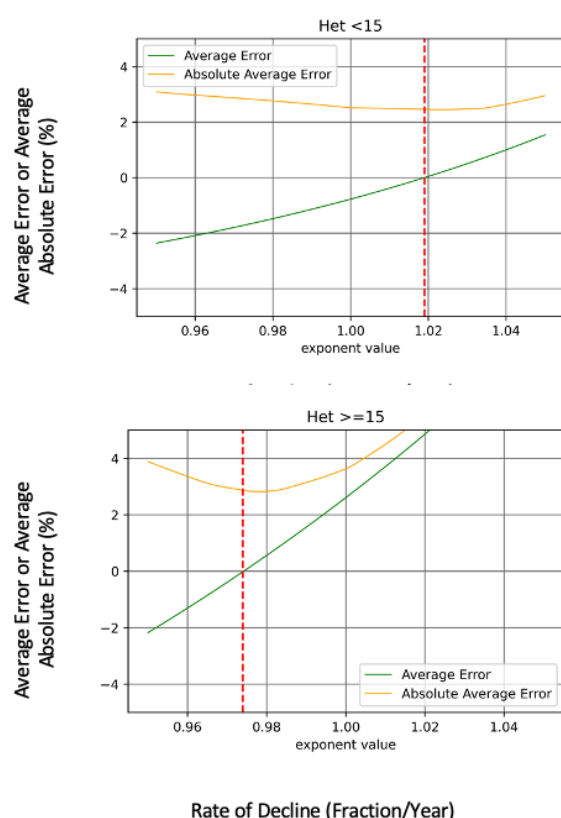 Het <15
Average Error
Absolute Average Error
Average Error or Average
Absolute Error (%)
4
2
0
−2
−4
0.96 0.98 1.00 1.02 1.04
exponent value
Het >=15
Average Error or Average
Absolute Error (%)
4
2
0
−2
−4
Average Error
Absolute Average Error
0.96 0.98 1.00 1.02 1.04
exponent value
Rate of Decline (Fraction/Year)